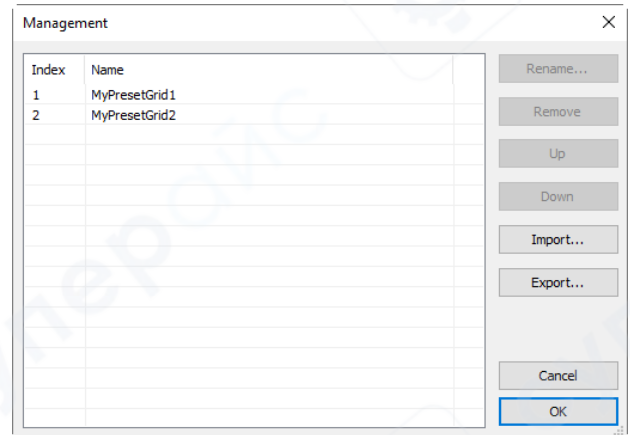 Management
Index Name
1 MyPresetGrid1
2 MyPresetGrid2
Rename...
Remove
Up
Down
Import...
Export...
Cancel
OK